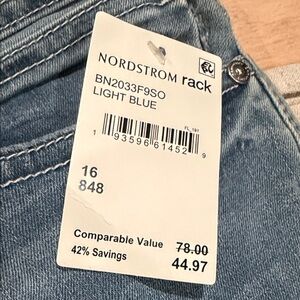 NORDSTROM rack
BN2033F9SO
LIGHT BLUE
FL_197
1 93596 61452 9
16
848
Comparable Value 78.00
42% Savings 44.97